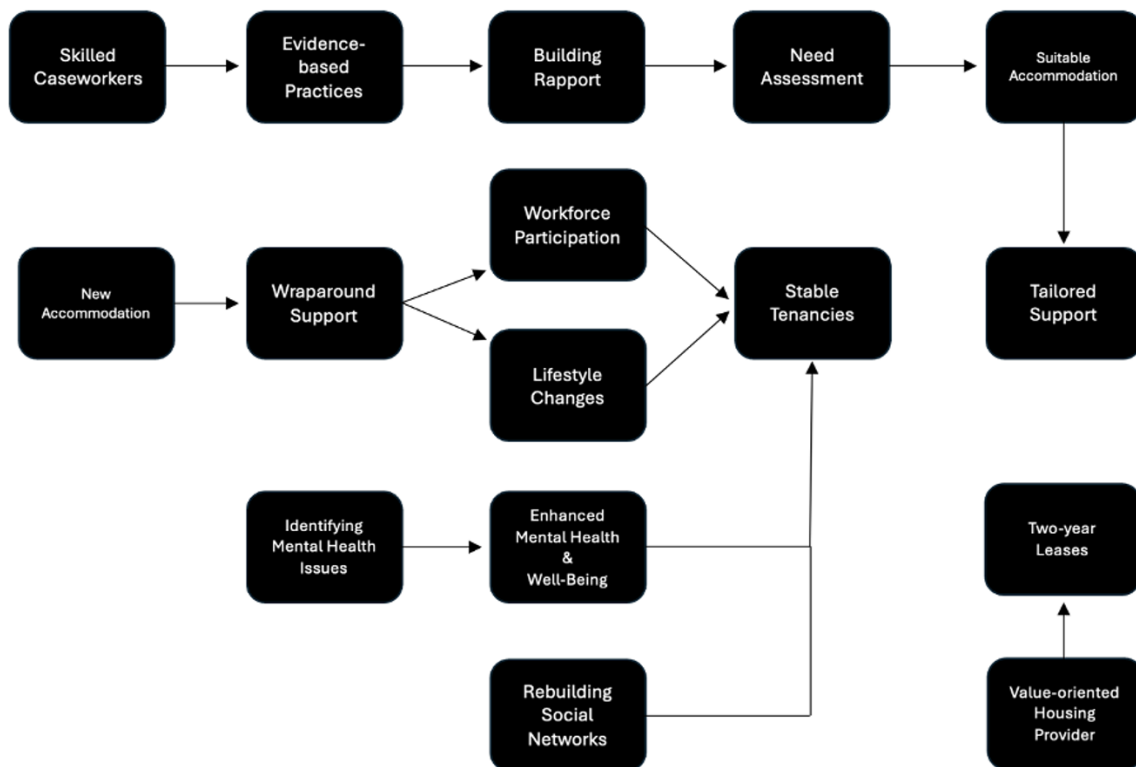 Skilled
Caseworkers
Evidence-
based
Practices
Building
Rapport
Need
Assessment
Suitable
Accommodation
Workforce
Participation
New
Accommodation
Wraparound
Support
Stable
Tenancies
Tailored
Support
Lifestyle
Changes
Identifying
Mental Health
Issues
Enhanced
Mental Health
&
Well-Being
Two-year
Leases
Rebuilding
Social
Networks
Value-oriented
Housing
Provider